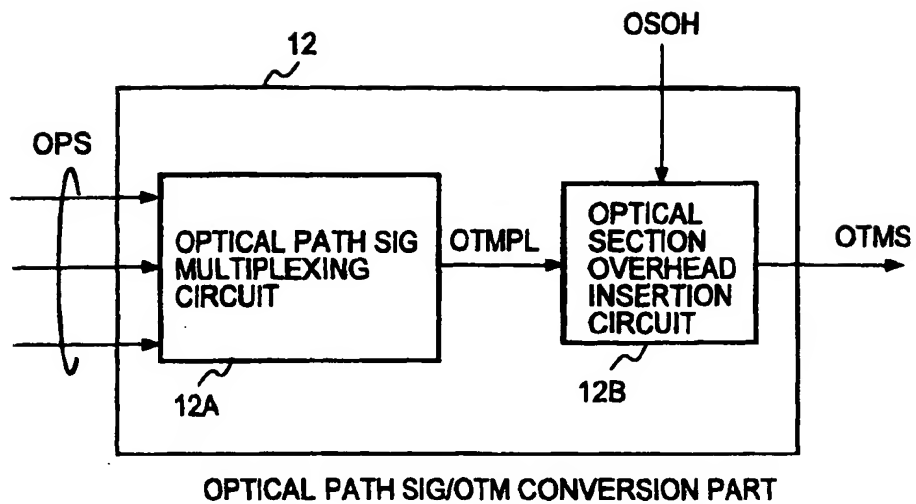 OSOH
12
OPS
OPTICAL PATH SIG
MULTIPLEXING
CIRCUIT
OTMPL
OPTICAL
SECTION
OVERHEAD
INSERTION
CIRCUIT
OTMS
12A
12B
OPTICAL PATH SIG/OTM CONVERSION PART